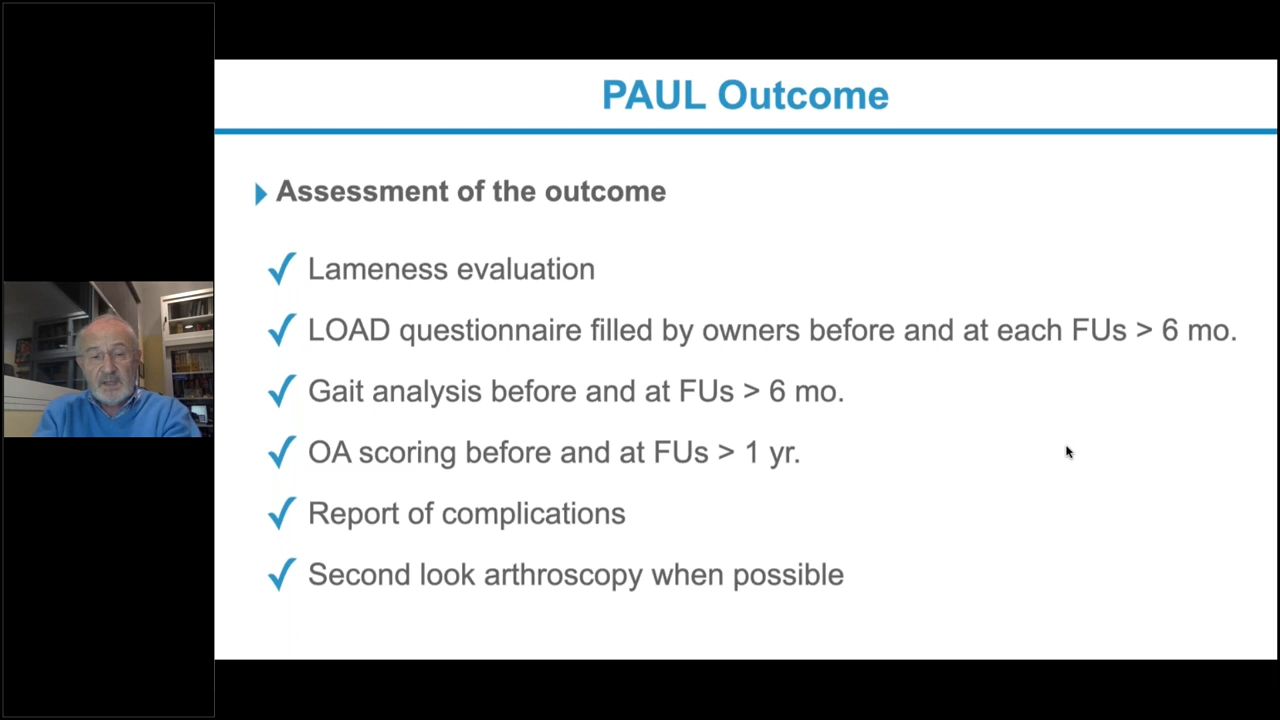 PAUL Outcome
Assessment of the outcome
Lameness evaluation
LOAD questionnaire filled by owners before and at each FUs > 6 mo.
Gait analysis before and at FUs > 6 mo.
OA scoring before and at FUs > 1 yr.
Report of complications
Second look arthroscopy when possible